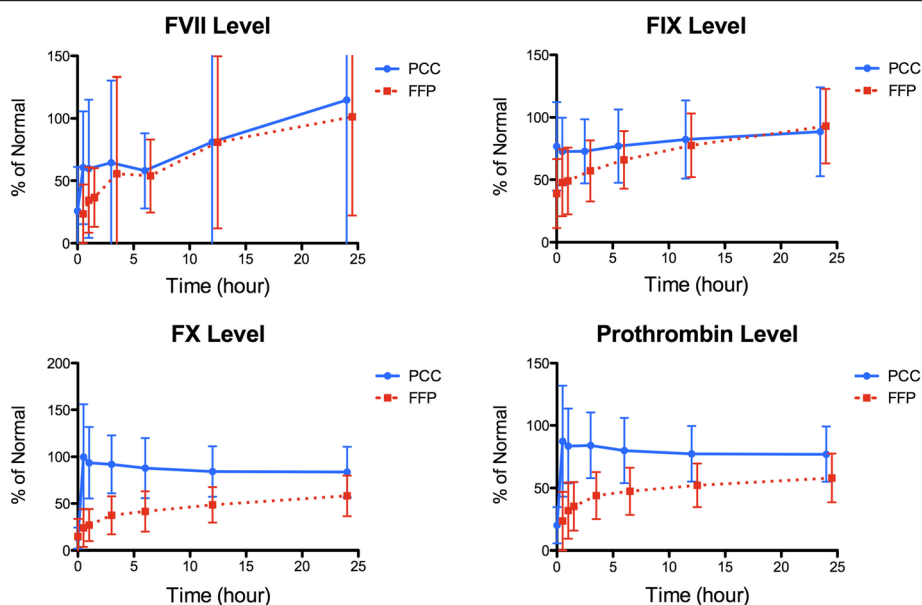 FVII Level
% of Normal
150
100
50
0
0 5 10 15 20 25
Time (hour)
PCC
FFP
FIX Level
% of Normal
150
100
50
0
0 5 10 15 20 25
Time (hour)
PCC
FFP
FX Level
% of Normal
200
150
100
50
0
0 5 10 15 20 25
Time (hour)
PCC
FFP
Prothrombin Level
% of Normal
150
100
50
0
0 5 10 15 20 25
Time (hour)
PCC
FFP